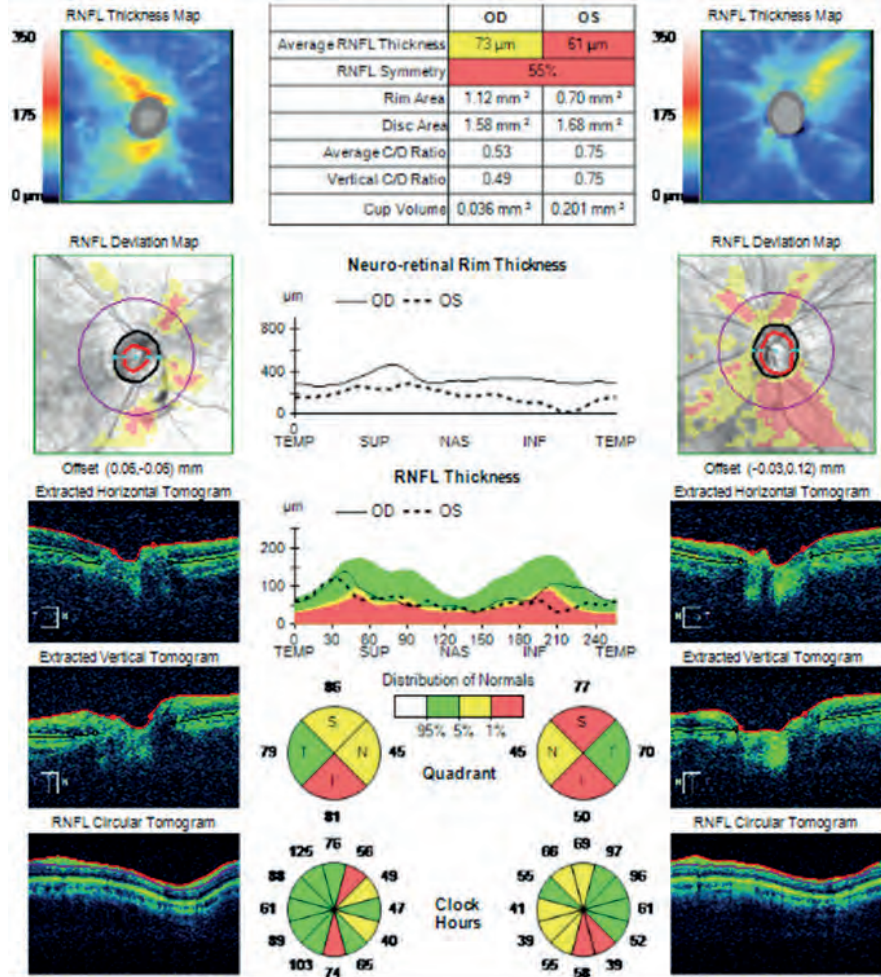 RNFL Thickness Map
350
175
0 µm
OD OS
Average RNFL Thickness 73 µm 61 µm
RNFL Symmetry 55%
Rim Area 1.12 mm² 0.70 mm²
Disc Area 1.58 mm² 1.68 mm²
Average C/D Ratio 0.53 0.75
Vertical C/D Ratio 0.49 0.75
Cup Volume 0.036 mm³ 0.201 mm³
RNFL Thickness Map
350
175
0 µm
RNFL Deviation Map
Offset (0.06,-0.06) mm
Neuro-retinal Rim Thickness
µm
OD OS
800
400
0
0
TEMP SUP NAS INF TEMP
RNFL Deviation Map
Offset (-0.03,0.12) mm
Extracted Horizontal Tomogram
RNFL Thickness
µm
OD OS
200
100
0
0 30 60 90 120 150 180 210 240
TEMP SUP NAS INF TEMP
Extracted Horizontal Tomogram
Extracted Vertical Tomogram
Distribution of Normals
95% 5% 1%
Extracted Vertical Tomogram
86
79 S T N I 45
81
Quadrant
77
45 S N T I 70
50
RNFL Circular Tomogram
76
125 56
88 49
61 47
89 40
103 65
74
Clock
Hours
69
66 97
55 96
41 61
39 52
55 39
58
RNFL Circular Tomogram